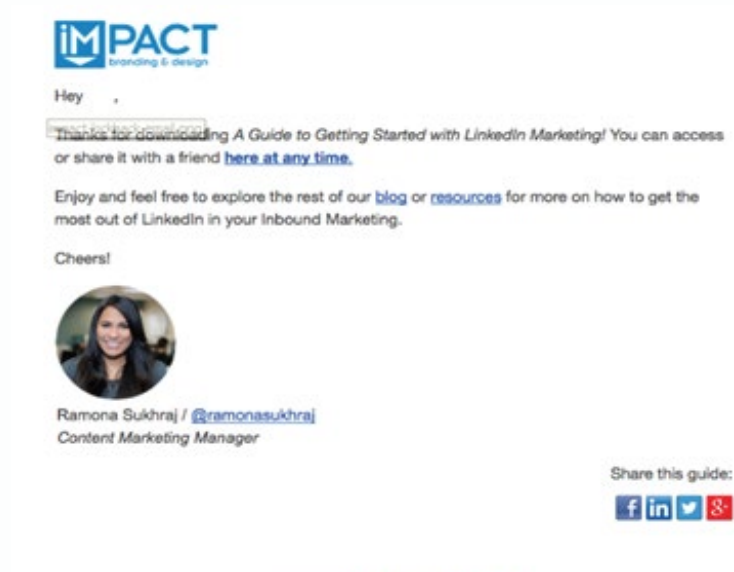 iMPACT
branding & design
Hey ,
Thanks for downloading A Guide to Getting Started with LinkedIn Marketing! You can access
or share it with a friend here at any time.
Enjoy and feel free to explore the rest of our blog or resources for more on how to get the
most out of LinkedIn in your Inbound Marketing.
Cheers!
Ramona Sukhraj / @ramonasukhraj
Content Marketing Manager
Share this guide:
f in 8+